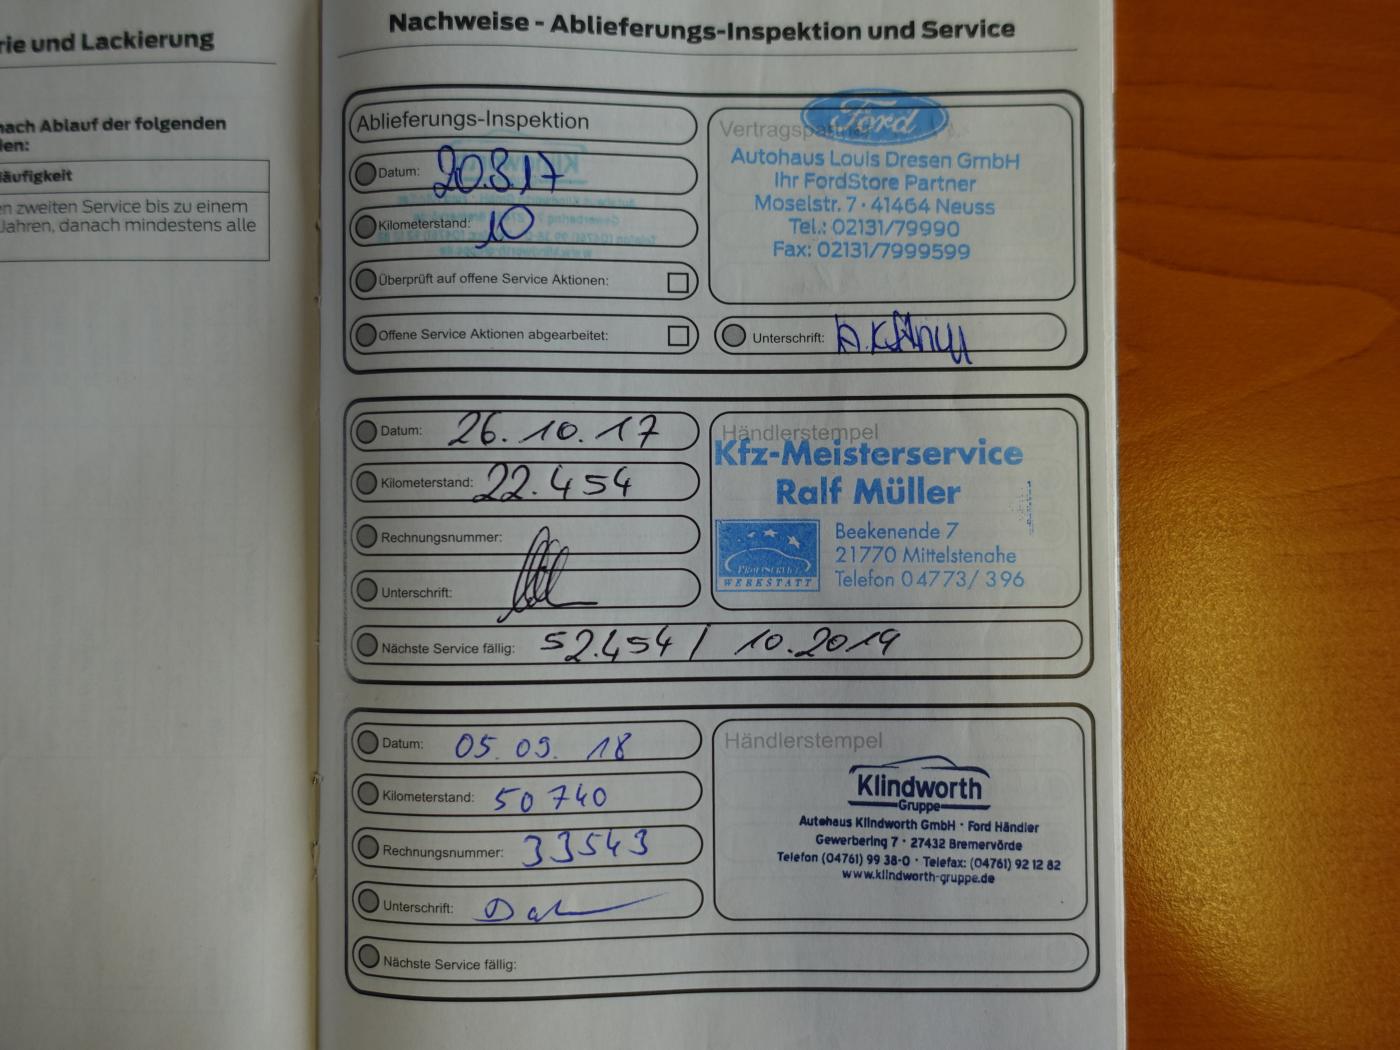 rie und Lackierung
nach Ablauf der folgenden
en:
äufigkeit
en zweiten Service bis zu einem
Jahren, danach mindestens alle
Nachweise - Ablieferungs-Inspektion und Service
Ablieferungs-Inspektion
Datum: 20.3.17
Kilometerstand: 10
Überprüft auf offene Service Aktionen:
Offene Service Aktionen abgearbeitet:
Ford
Autohaus Louis Dresen GmbH
Ihr FordStore Partner
Moselstr. 7 · 41464 Neuss
Tel.: 02131/79990
Fax: 02131/7999599
Unterschrift:
Datum: 26.10.17
Kilometerstand: 22.454
Rechnungsnummer:
Unterschrift:
Händlerstempel
Kfz-Meisterservice
Ralf Müller
Beekenende 7
21770 Mittelstenahe
Telefon 04773/ 396
WERKSTATT
Nächste Service fällig: 52.454 / 10.2019
Datum: 05.09.18
Kilometerstand: 50740
Rechnungsnummer: 33543
Unterschrift:
Händlerstempel
Klindworth
Gruppe
Autohaus Klindworth GmbH · Ford Händler
Gewerbering 7 · 27432 Bremervörde
Telefon (04761) 99 38-0 · Telefax: (04761) 92 12 82
www.klindworth-gruppe.de
Nächste Service fällig: